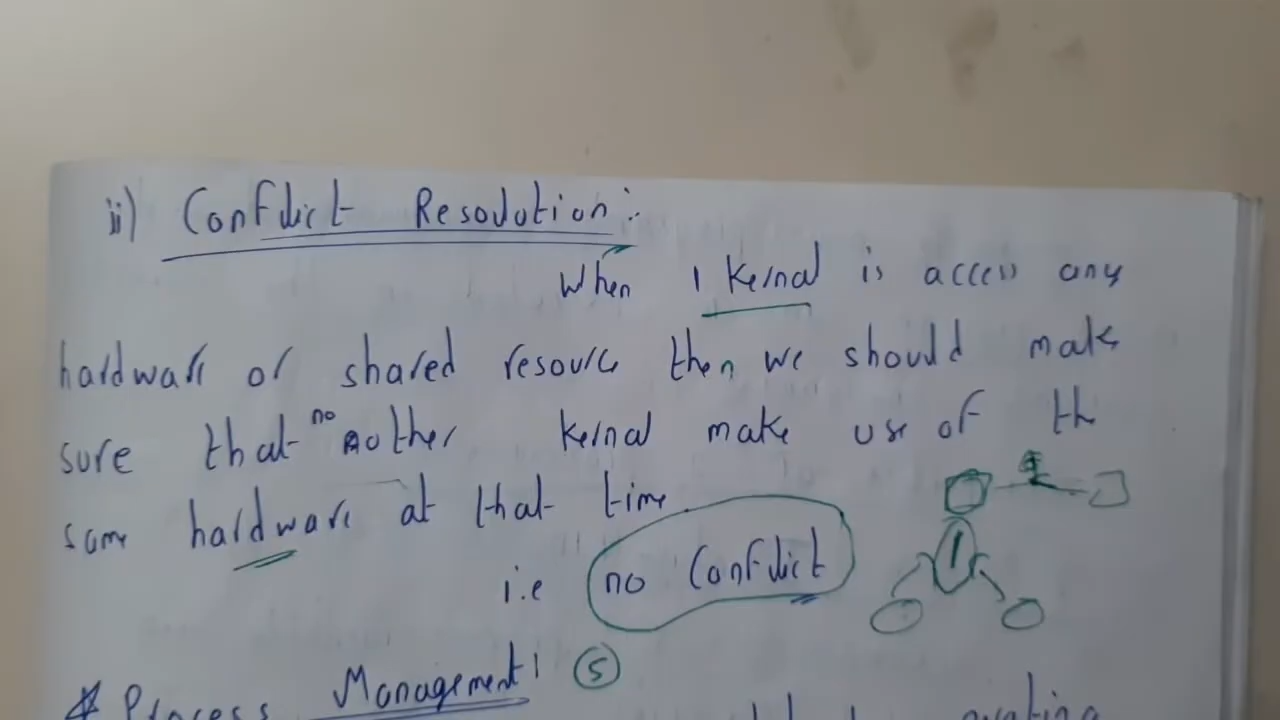 ii) Conflict Resolution :
When 1 Kernal is access any
hardware or shared resource then we should make
sure that no other kernal make use of the
same hardware at that time
i.e no Conflict
* Process Management: 5